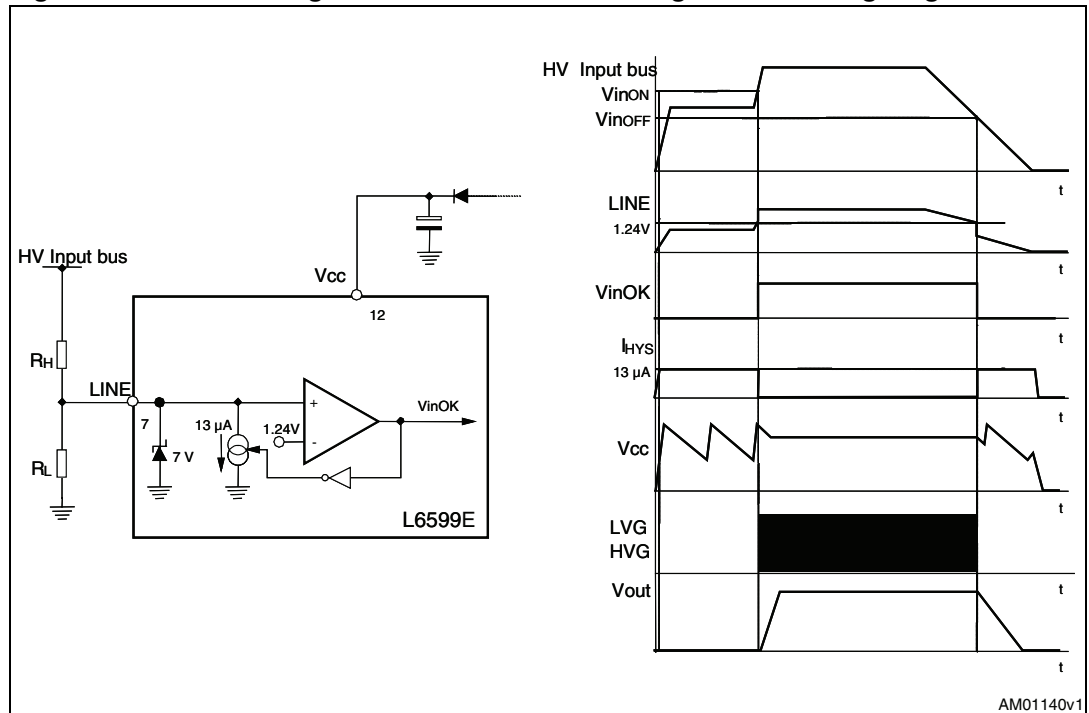 HV Input bus
VinON
VinOFF
t
LINE
1.24V
t
VinOK
t
IHYS
13 µA
t
Vcc
t
LVG
HVG
t
Vout
t
HV Input bus
Vcc
12
RH
LINE
7
13 µA
1.24V
+
-
VinOK
7 V
RL
L6599E
AM01140v1